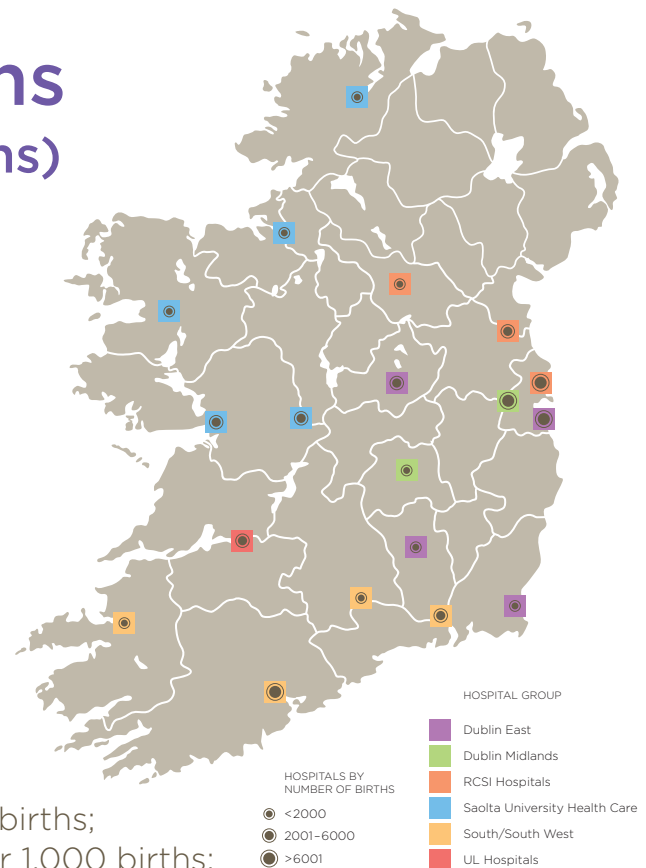 ns
ns)
HOSPITAL GROUP
Dublin East
Dublin Midlands
RCSI Hospitals
Saolta University Health Care
South/South West
UL Hospitals
HOSPITALS BY
NUMBER OF BIRTHS
<2000
2001–6000
>6001
births;
r 1,000 births;